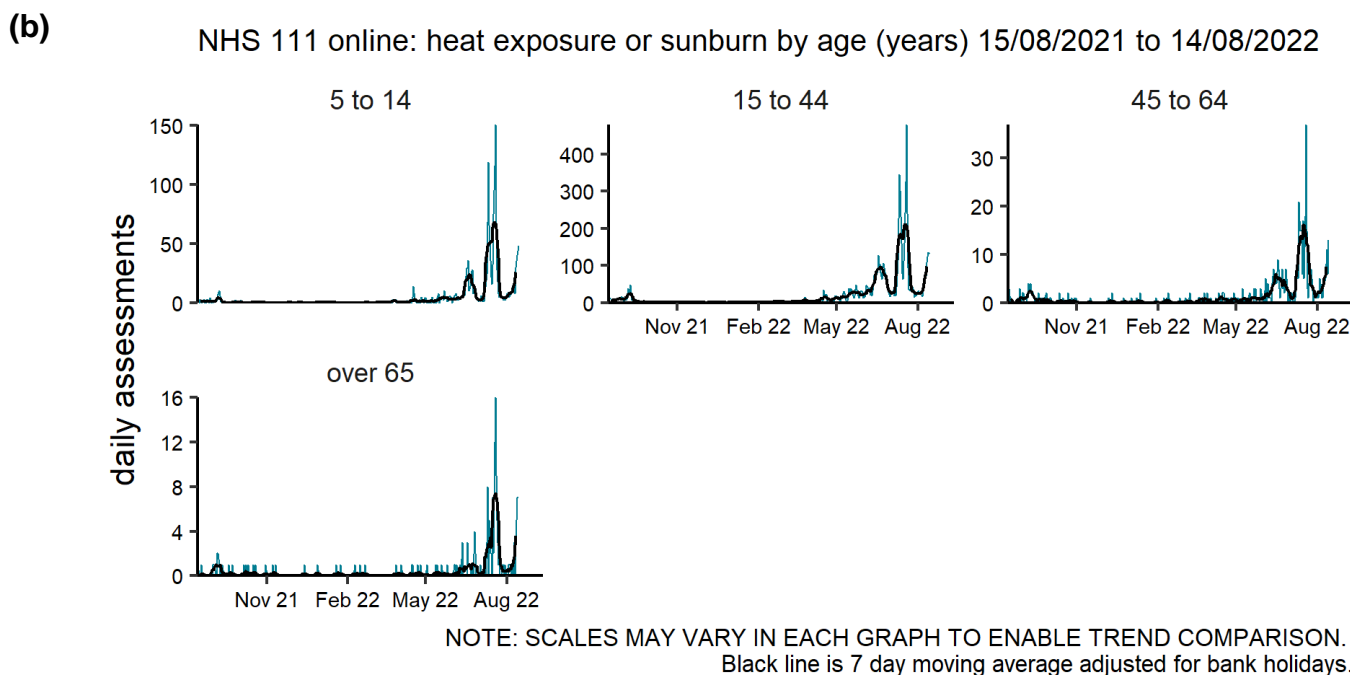 (b)
NHS 111 online: heat exposure or sunburn by age (years) 15/08/2021 to 14/08/2022
5 to 14
15 to 44
45 to 64
daily assessments
150
100
50
0
400
300
200
100
0
Nov 21 Feb 22 May 22 Aug 22
30
20
10
0
Nov 21 Feb 22 May 22 Aug 22
over 65
16
12
8
4
0
Nov 21 Feb 22 May 22 Aug 22
NOTE: SCALES MAY VARY IN EACH GRAPH TO ENABLE TREND COMPARISON.
Black line is 7 day moving average adjusted for bank holidays.